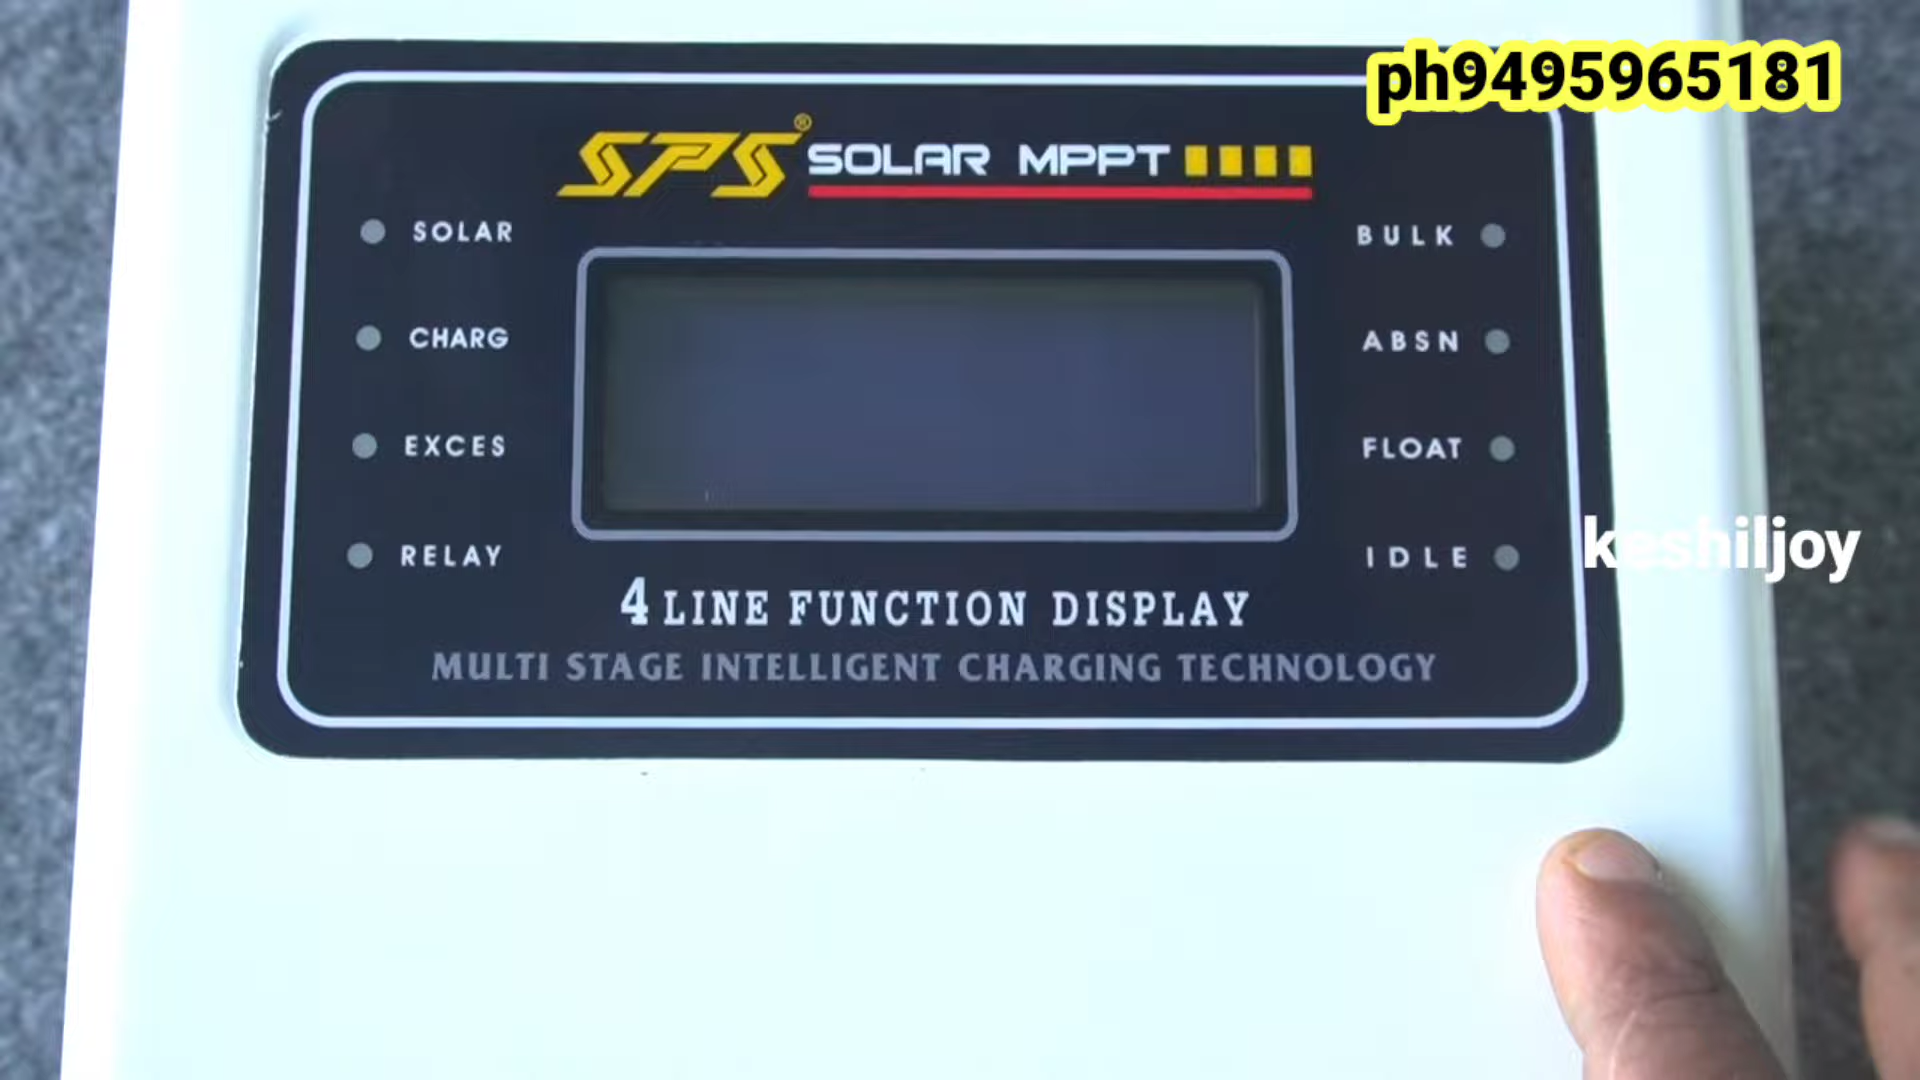 ph9495965181
SPS® SOLAR MPPT
SOLAR
CHARG
EXCES
RELAY
BULK
ABSN
FLOAT
IDLE
keshiljoy
4 LINE FUNCTION DISPLAY
MULTI STAGE INTELLIGENT CHARGING TECHNOLOGY